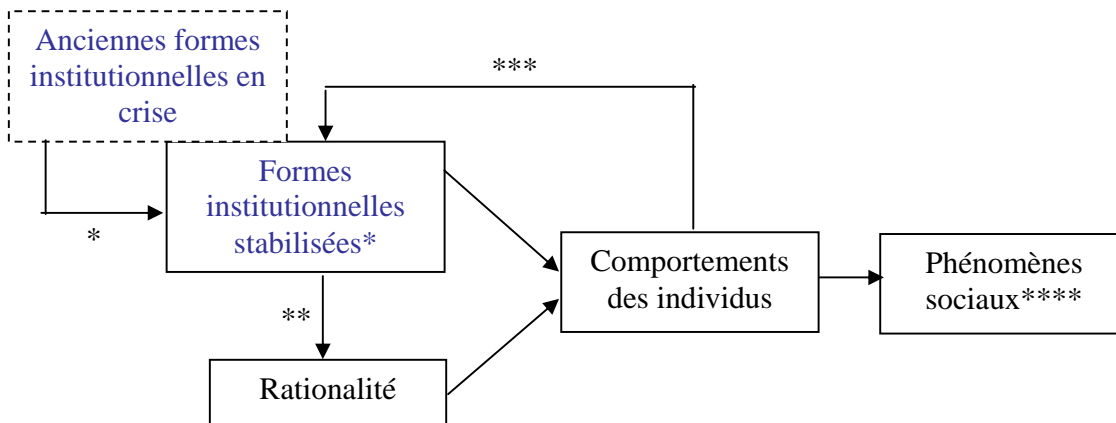 Anciennes formes
institutionnelles en
crise
***
Formes
institutionnelles
stabilisées*
*
Comportements
des individus
Phénomènes
sociaux****
**
Rationalité